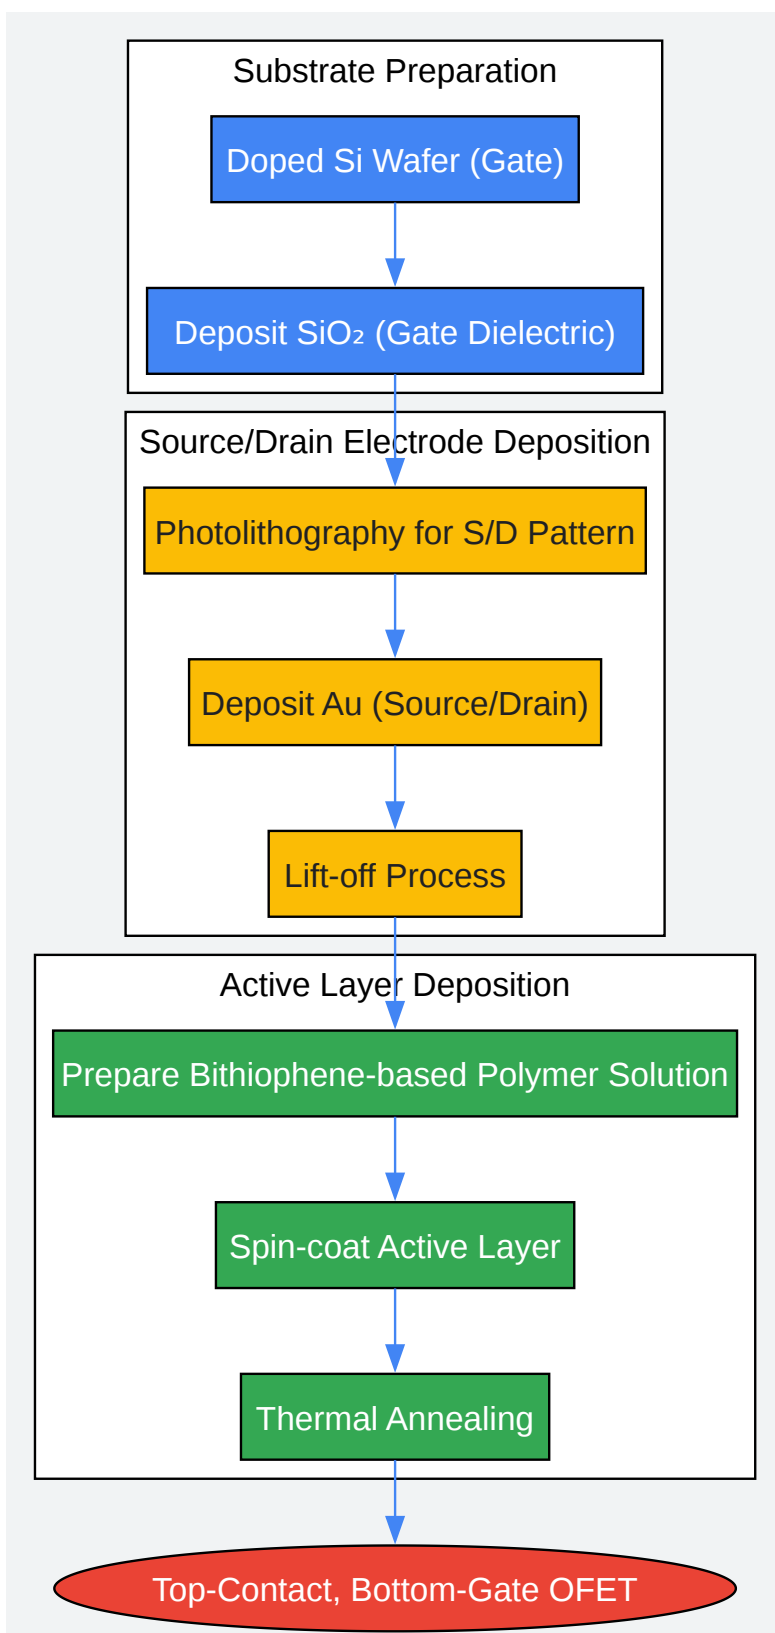 Substrate Preparation
Doped Si Wafer (Gate)
Deposit SiO₂ (Gate Dielectric)
Source/Drain Electrode Deposition
Photolithography for S/D Pattern
Deposit Au (Source/Drain)
Lift-off Process
Active Layer Deposition
Prepare Bithiophene-based Polymer Solution
Spin-coat Active Layer
Thermal Annealing
Top-Contact, Bottom-Gate OFET